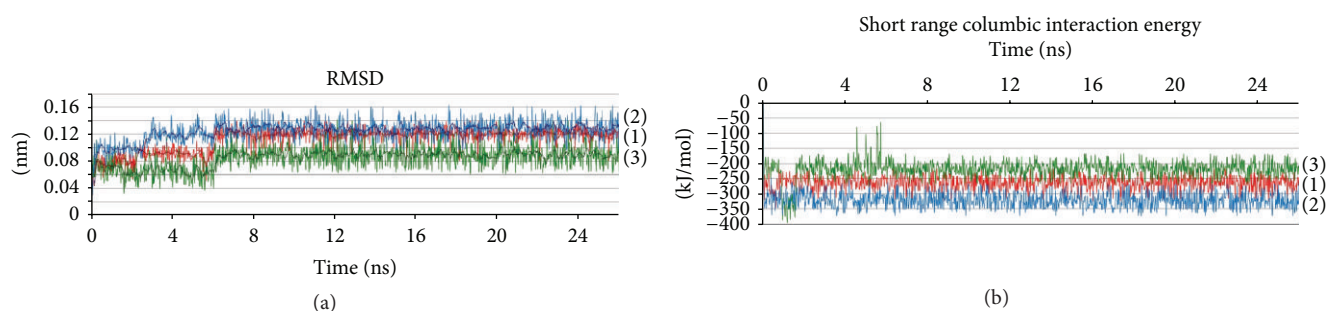 RMSD
0.16
0.12
0.08
0.04
0
(nm)
(2)
(1)
(3)
0 4 8 12 16 20 24
Time (ns)
(a)
Short range columbic interaction energy
Time (ns)
0 4 8 12 16 20 24
0
−50
−100
−150
−200
−250
−300
−350
−400
(kJ/mol)
(3)
(1)
(2)
(b)